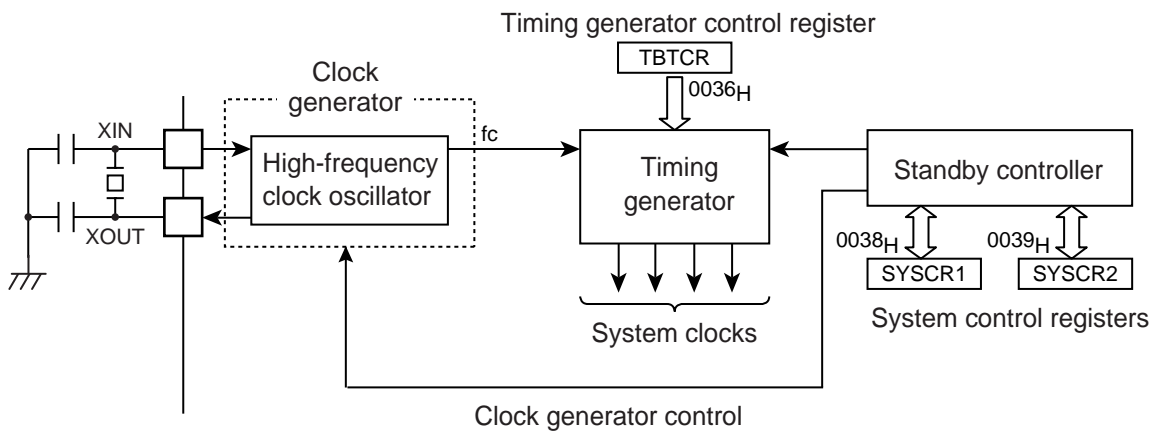 Timing generator control register
TBTCR
0036H
Clock
generator
XIN
fc
High-frequency
clock oscillator
Timing
generator
Standby controller
XOUT
0038H
0039H
SYSCR1
SYSCR2
System control registers
System clocks
Clock generator control